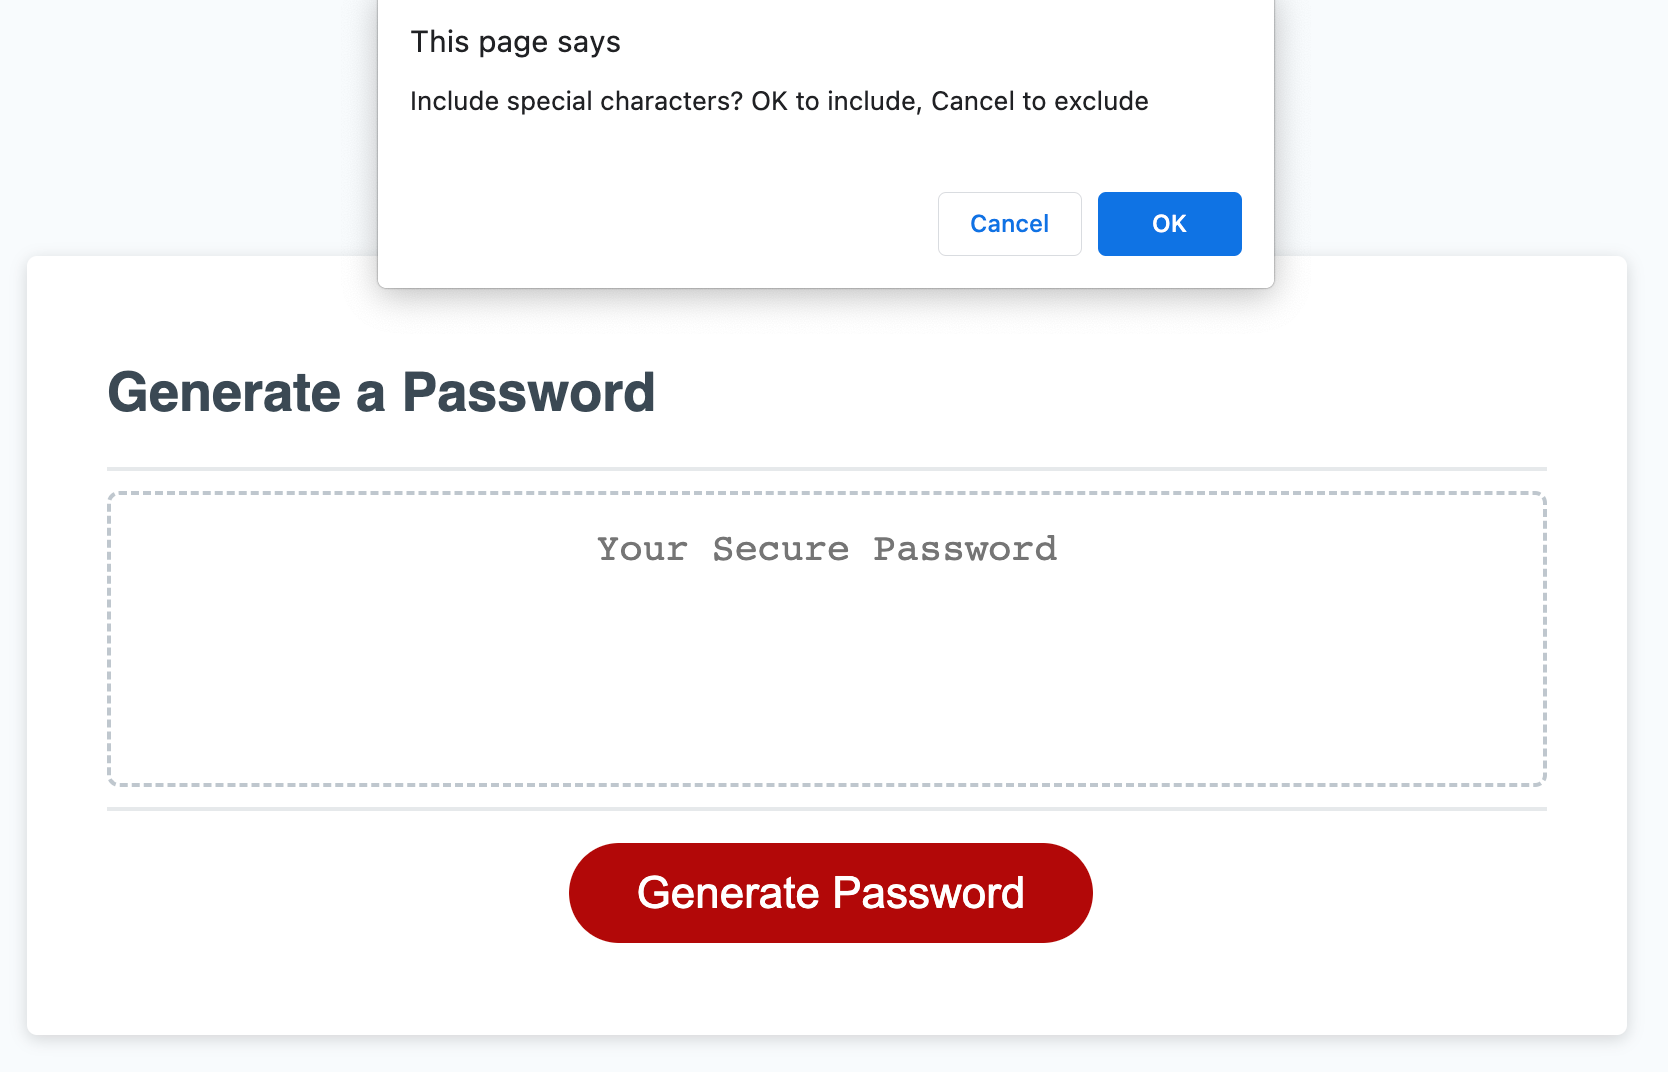 This page says
Include special characters? OK to include, Cancel to exclude
Cancel
OK
Generate a Password
Your Secure Password
Generate Password